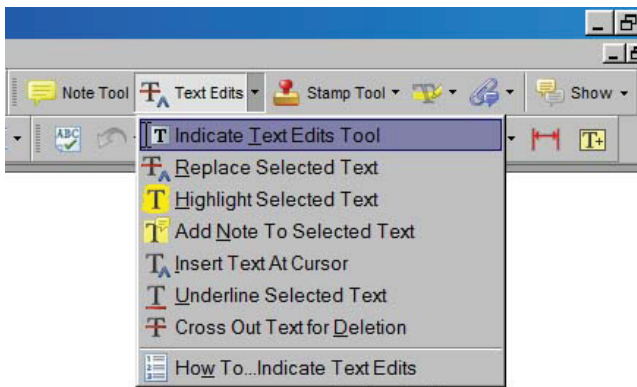 Note Tool Text Edits Stamp Tool Show
ABC T+
Indicate Text Edits Tool
Replace Selected Text
Highlight Selected Text
Add Note To Selected Text
Insert Text At Cursor
Underline Selected Text
Cross Out Text for Deletion
How To...Indicate Text Edits